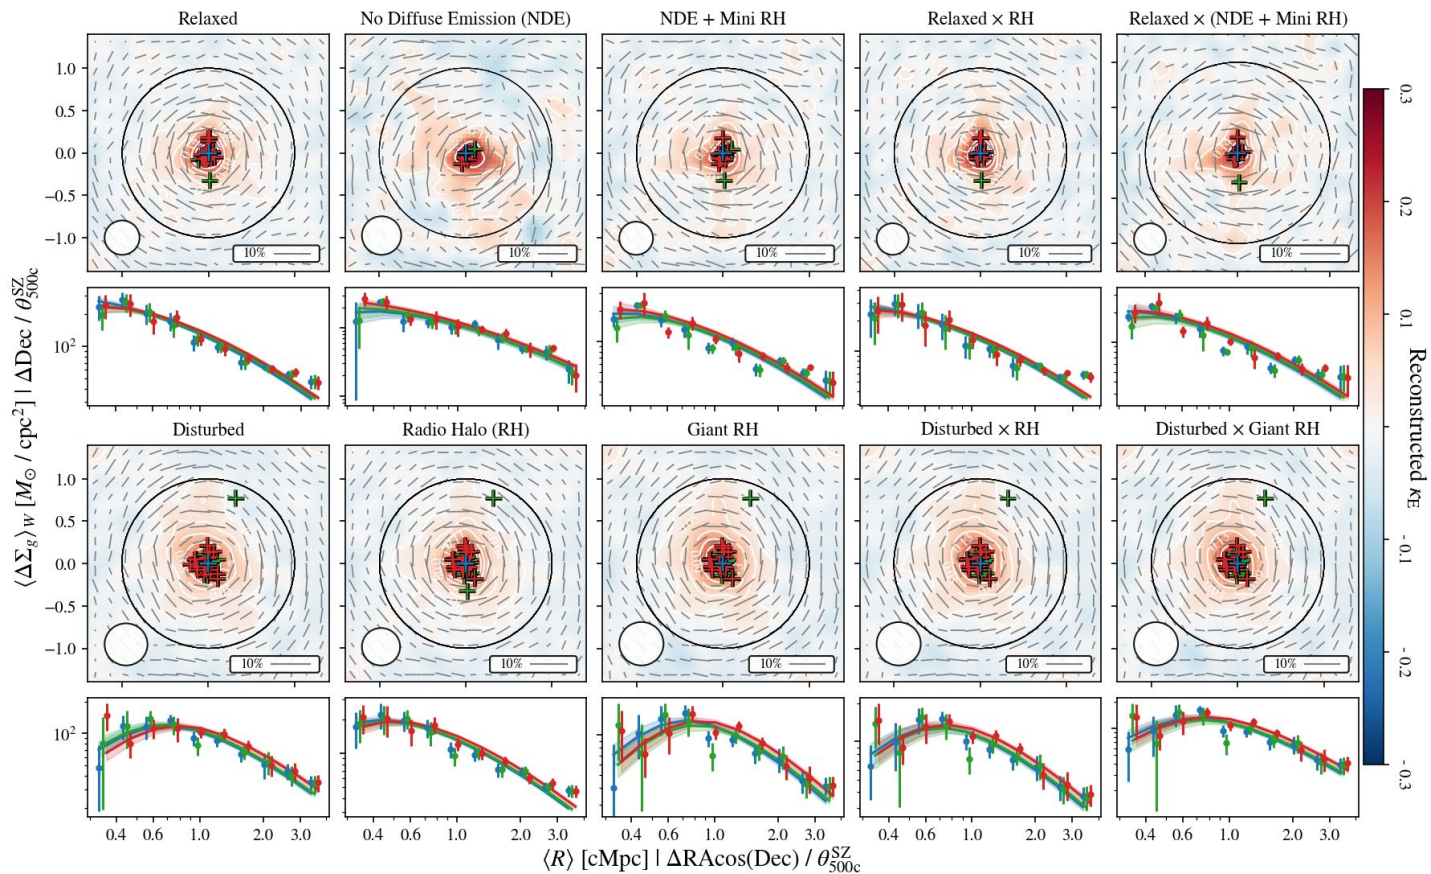 Relaxed
No Diffuse Emission (NDE)
NDE + Mini RH
Relaxed × RH
Relaxed × (NDE + Mini RH)
1.0
0.5
0.0
−0.5
−1.0
10%
10%
10%
10%
10%
10²
Disturbed
Radio Halo (RH)
Giant RH
Disturbed × RH
Disturbed × Giant RH
1.0
0.5
0.0
−0.5
−1.0
10%
10%
10%
10%
10%
10²
0.4 0.6 1.0 2.0 3.0
0.4 0.6 1.0 2.0 3.0
0.4 0.6 1.0 2.0 3.0
0.4 0.6 1.0 2.0 3.0
0.4 0.6 1.0 2.0 3.0
⟨R⟩ [cMpc] | ΔRAcos(Dec) / θ^SZ_500c
⟨ΔΣ_g⟩_W [M_⊙ / cpc²] | ΔDec / θ^SZ_500c
0.3
0.2
0.1
-0.1
-0.2
-0.3
Reconstructed κ_E